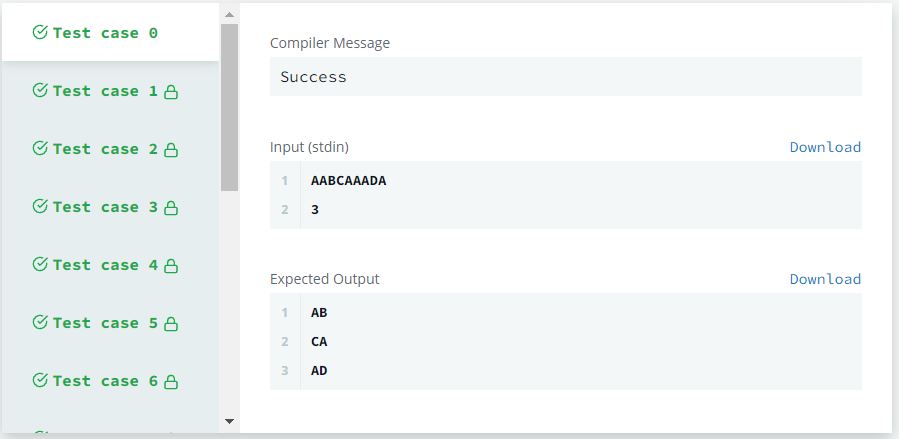 Test case 0
Test case 1
Test case 2
Test case 3
Test case 4
Test case 5
Test case 6
Compiler Message
Success
Input (stdin) Download
1 AABCAAADA
2 3
Expected Output Download
1 AB
2 CA
3 AD